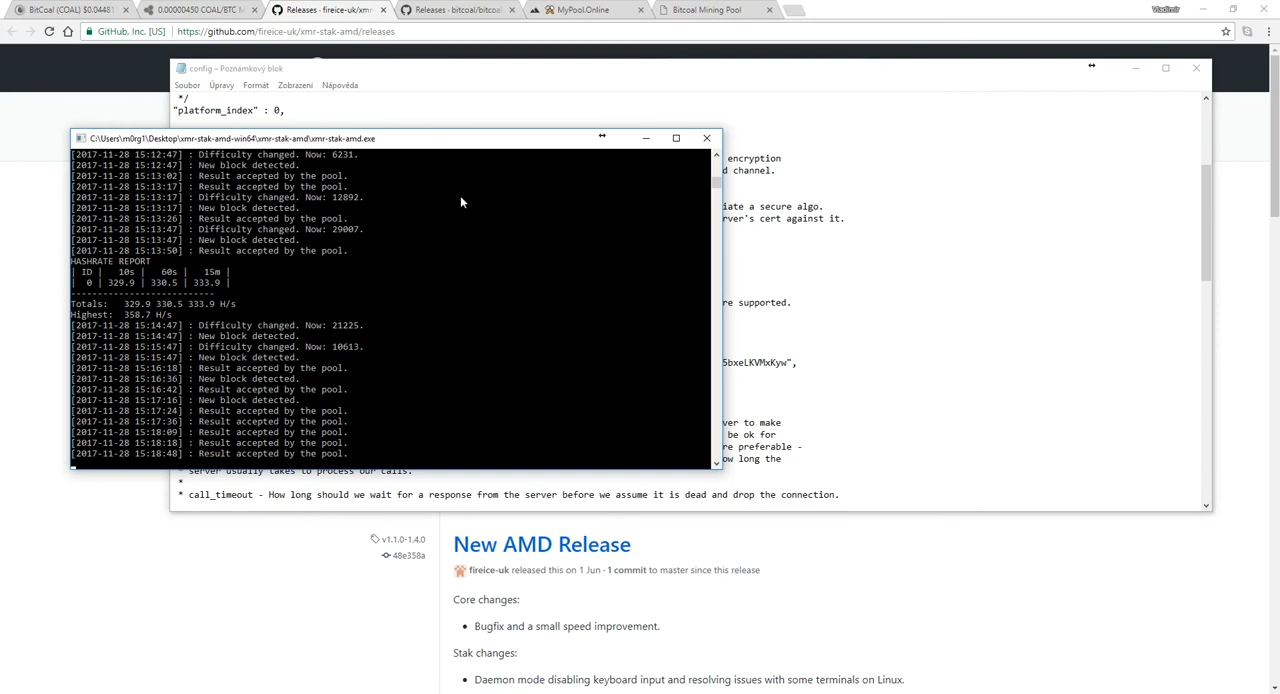 BitCoal (COAL) $0.04481
0.00000450 COAL/BTC M
Releases · fireice-uk/xmr
Releases · bitcoal/bitcoa
MyPool.Online
Bitcoal Mining Pool
Vladimir
GitHub, Inc. [US]
https://github.com/fireice-uk/xmr-stak-amd/releases
config – Poznámkový blok
Soubor Úpravy Formát Zobrazení Nápověda
*/
"platform_index" : 0,
C:\Users\m0rg1\Desktop\xmr-stak-amd-win64\xmr-stak-amd\xmr-stak-amd.exe
[2017-11-28 15:12:47] : Difficulty changed. Now: 6231.
[2017-11-28 15:12:47] : New block detected.
[2017-11-28 15:13:02] : Result accepted by the pool.
[2017-11-28 15:13:17] : Result accepted by the pool.
[2017-11-28 15:13:17] : Difficulty changed. Now: 12892.
[2017-11-28 15:13:17] : New block detected.
[2017-11-28 15:13:26] : Result accepted by the pool.
[2017-11-28 15:13:47] : Difficulty changed. Now: 29007.
[2017-11-28 15:13:47] : New block detected.
[2017-11-28 15:13:50] : Result accepted by the pool.
HASHRATE REPORT
| ID | 10s | 60s | 15m |
| 0 | 329.9 | 330.5 | 333.9 |
---------------------------
Totals: 329.9 330.5 333.9 H/s
Highest: 358.7 H/s
[2017-11-28 15:14:47] : Difficulty changed. Now: 21225.
[2017-11-28 15:14:47] : New block detected.
[2017-11-28 15:15:47] : Difficulty changed. Now: 10613.
[2017-11-28 15:15:47] : New block detected.
[2017-11-28 15:16:18] : Result accepted by the pool.
[2017-11-28 15:16:36] : New block detected.
[2017-11-28 15:16:42] : Result accepted by the pool.
[2017-11-28 15:17:16] : New block detected.
[2017-11-28 15:17:24] : Result accepted by the pool.
[2017-11-28 15:17:36] : Result accepted by the pool.
[2017-11-28 15:18:09] : Result accepted by the pool.
[2017-11-28 15:18:18] : Result accepted by the pool.
[2017-11-28 15:18:48] : Result accepted by the pool.
encryption
d channel.
iate a secure algo.
rver's cert against it.
re supported.
5bxeLKVMxKyw",
ver to make
be ok for
re preferable -
ow long the
* server usually takes to process our calls.
*
* call_timeout - How long should we wait for a response from the server before we assume it is dead and drop the connection.
v1.1.0-1.4.0
48e358a
New AMD Release
fireice-uk released this on 1 Jun · 1 commit to master since this release
Core changes:
• Bugfix and a small speed improvement.
Stak changes:
• Daemon mode disabling keyboard input and resolving issues with some terminals on Linux.